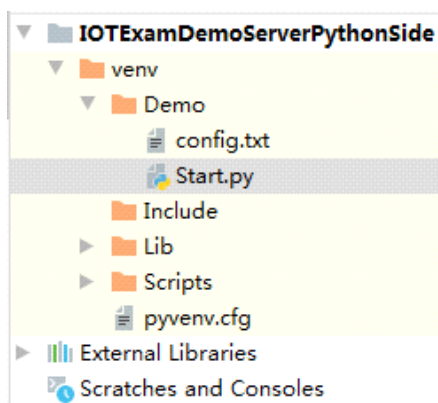 IOTExamDemoServerPythonSide
venv
Demo
config.txt
Start.py
Include
Lib
Scripts
pyvenv.cfg
External Libraries
Scratches and Consoles